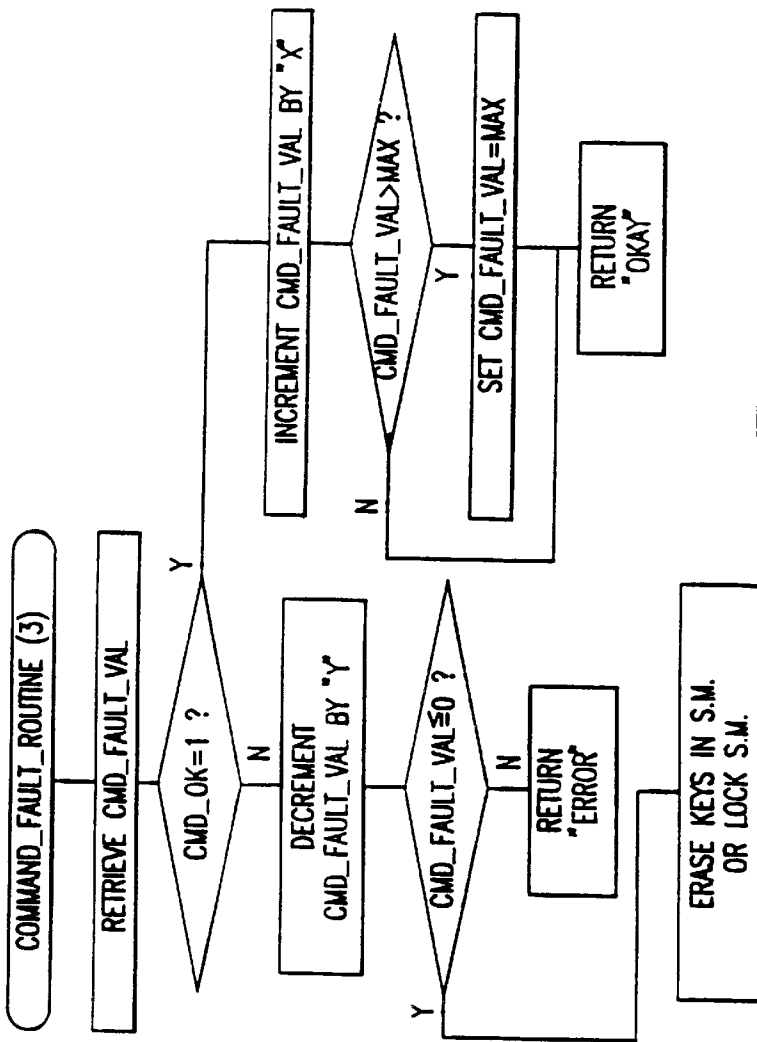 COMMAND_FAULT_ROUTINE (3)
RETRIEVE CMD_FAULT_VAL
CMD_OK=1 ?
Y
N
DECREMENT
CMD_FAULT_VAL BY "Y"
CMD_FAULT_VAL≦0 ?
Y
N
RETURN
"ERROR"
ERASE KEYS IN S.M.
OR LOCK S.M.
INCREMENT CMD_FAULT_VAL BY "X"
CMD_FAULT_VAL>MAX ?
N
Y
SET CMD_FAULT_VAL=MAX
RETURN
"OKAY"